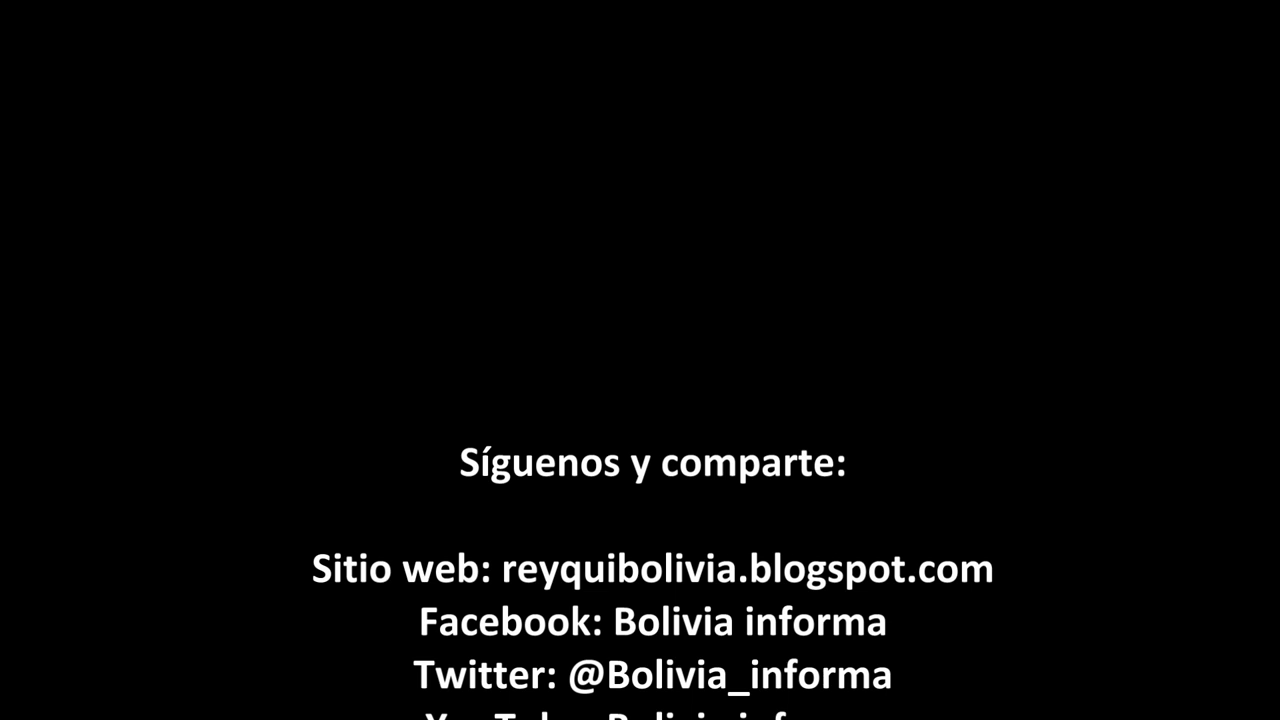 Síguenos y comparte:
Sitio web: reyquibolivia.blogspot.com
Facebook: Bolivia informa
Twitter: @Bolivia_informa